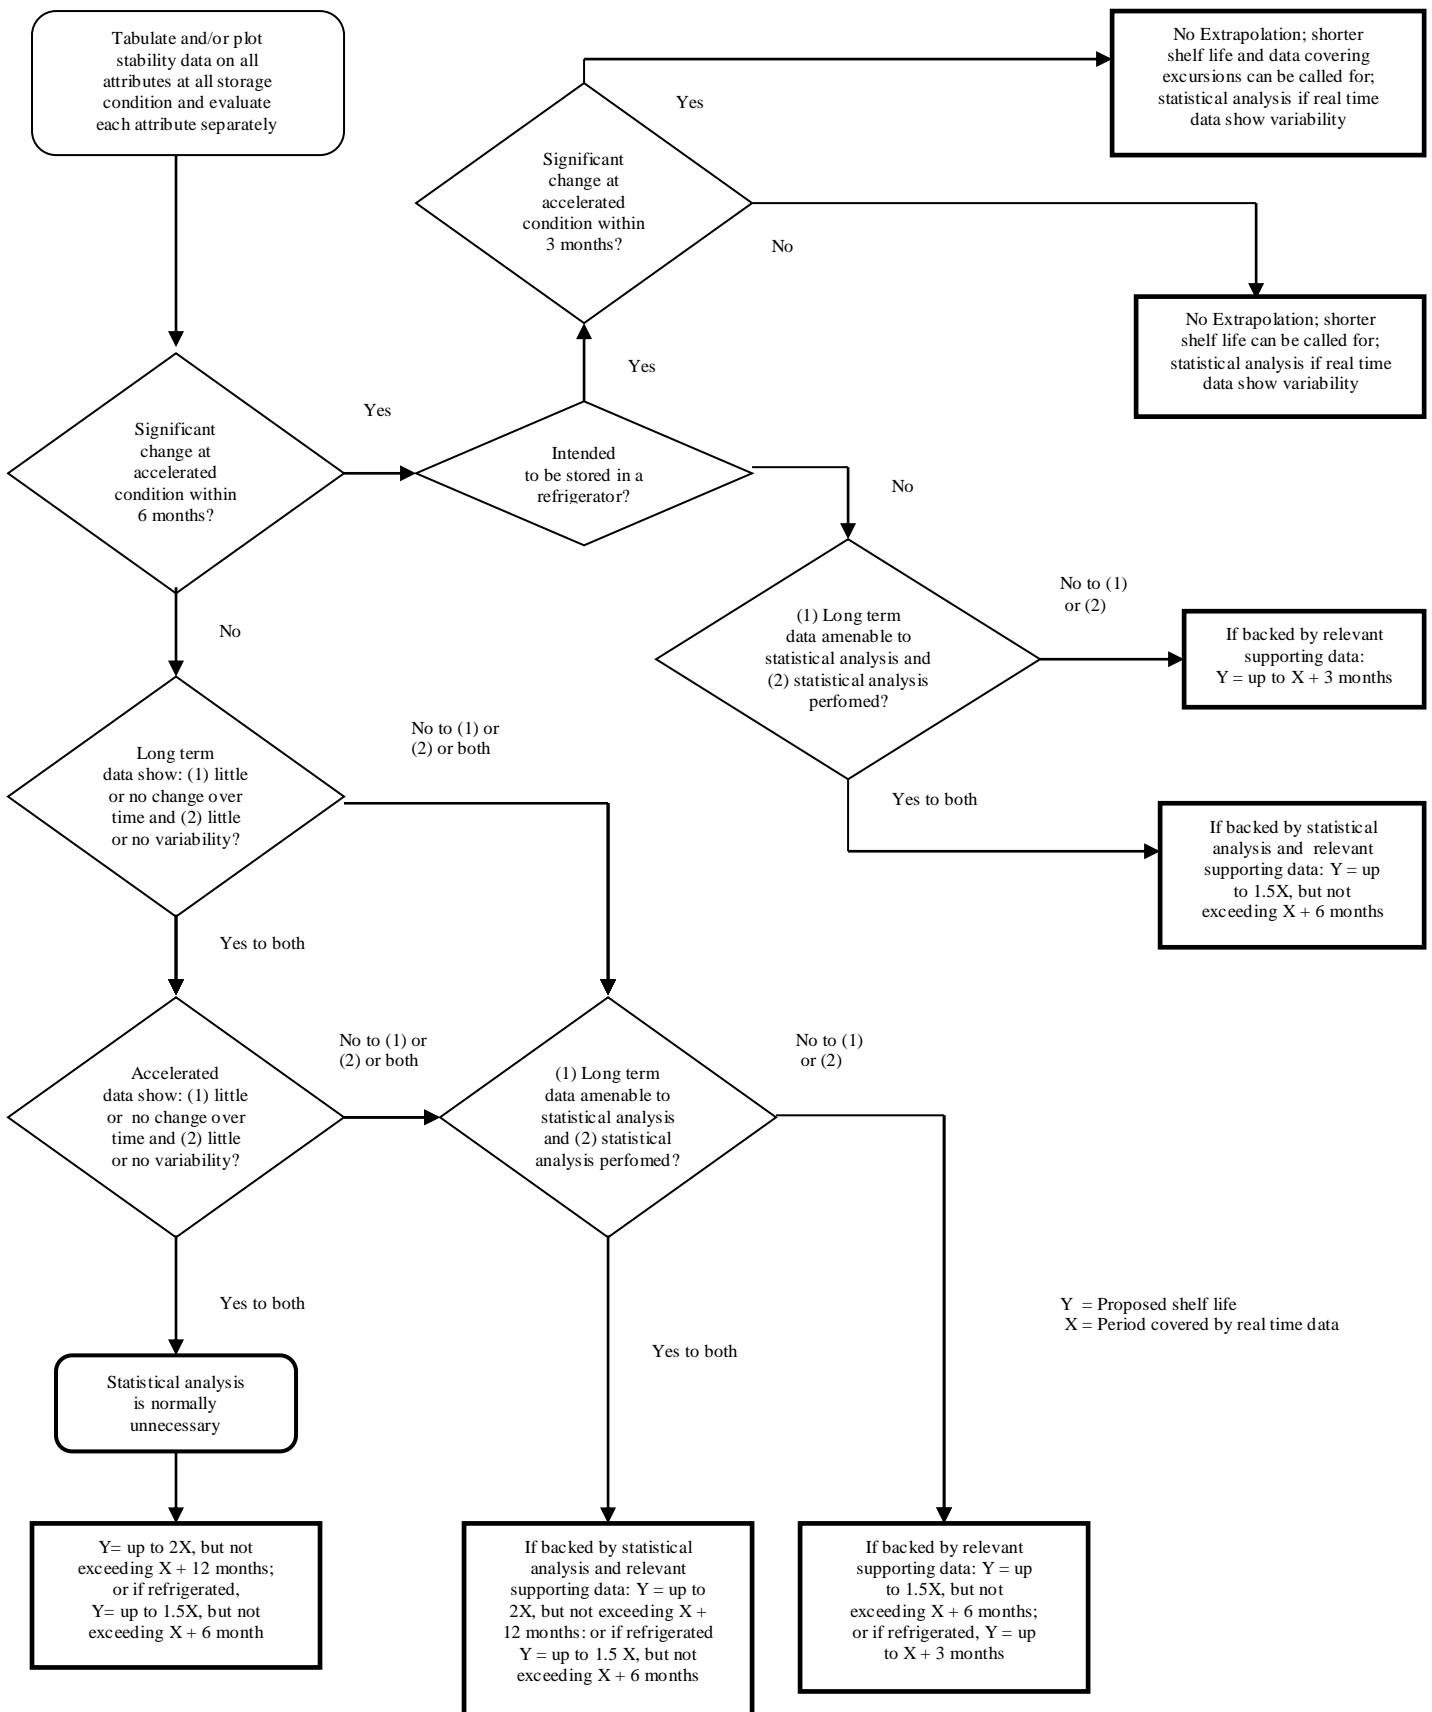 Tabulate and/or plot
stability data on all
attributes at all storage
condition and evaluate
each attribute separately
No Extrapolation; shorter
shelf life and data covering
excursions can be called for;
statistical analysis if real time
data show variability
Yes
Significant
change at
accelerated
condition within
3 months?
No
No Extrapolation; shorter
shelf life can be called for;
statistical analysis if real time
data show variability
Yes
Yes
Significant
change at
accelerated
condition within
6 months?
Intended
to be stored in a
refrigerator?
No
No to (1)
or (2)
(1) Long term
data amenable to
statistical analysis and
(2) statistical analysis
perfomed?
If backed by relevant
supporting data:
Y = up to X + 3 months
No
No to (1) or
(2) or both
Long term
data show: (1) little
or no change over
time and (2) little
or no variability?
Yes to both
If backed by statistical
analysis and relevant
supporting data: Y = up
to 1.5X, but not
exceeding X + 6 months
Yes to both
No to (1) or
(2) or both
No to (1)
or (2)
Accelerated
data show: (1) little
or no change over
time and (2) little
or no variability?
(1) Long term
data amenable to
statistical analysis
and (2) statistical
analysis perfomed?
Yes to both
Y = Proposed shelf life
X = Period covered by real time data
Yes to both
Statistical analysis
is normally
unnecessary
Y= up to 2X, but not
exceeding X + 12 months;
or if refrigerated,
Y= up to 1.5X, but not
exceeding X + 6 month
If backed by statistical
analysis and relevant
supporting data: Y = up to
2X, but not exceeding X +
12 months: or if refrigerated
Y = up to 1.5 X, but not
exceeding X + 6 months
If backed by relevant
supporting data: Y = up
to 1.5X, but not
exceeding X + 6 months;
or if refrigerated, Y = up
to X + 3 months